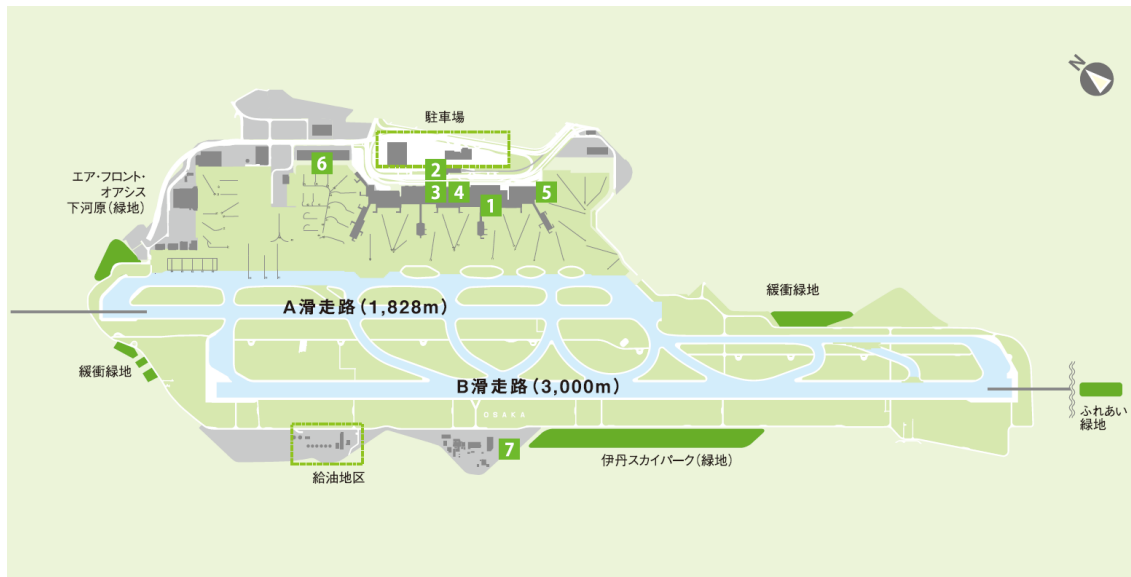 N
駐車場
6
2
エア・フロント・
オアシス
下河原（緑地）
3
4
5
1
緩衝緑地
A滑走路（1,828m）
緩衝緑地
B滑走路（3,000m）
ふれあい
緑地
OSAKA
7
伊丹スカイパーク（緑地）
給油地区